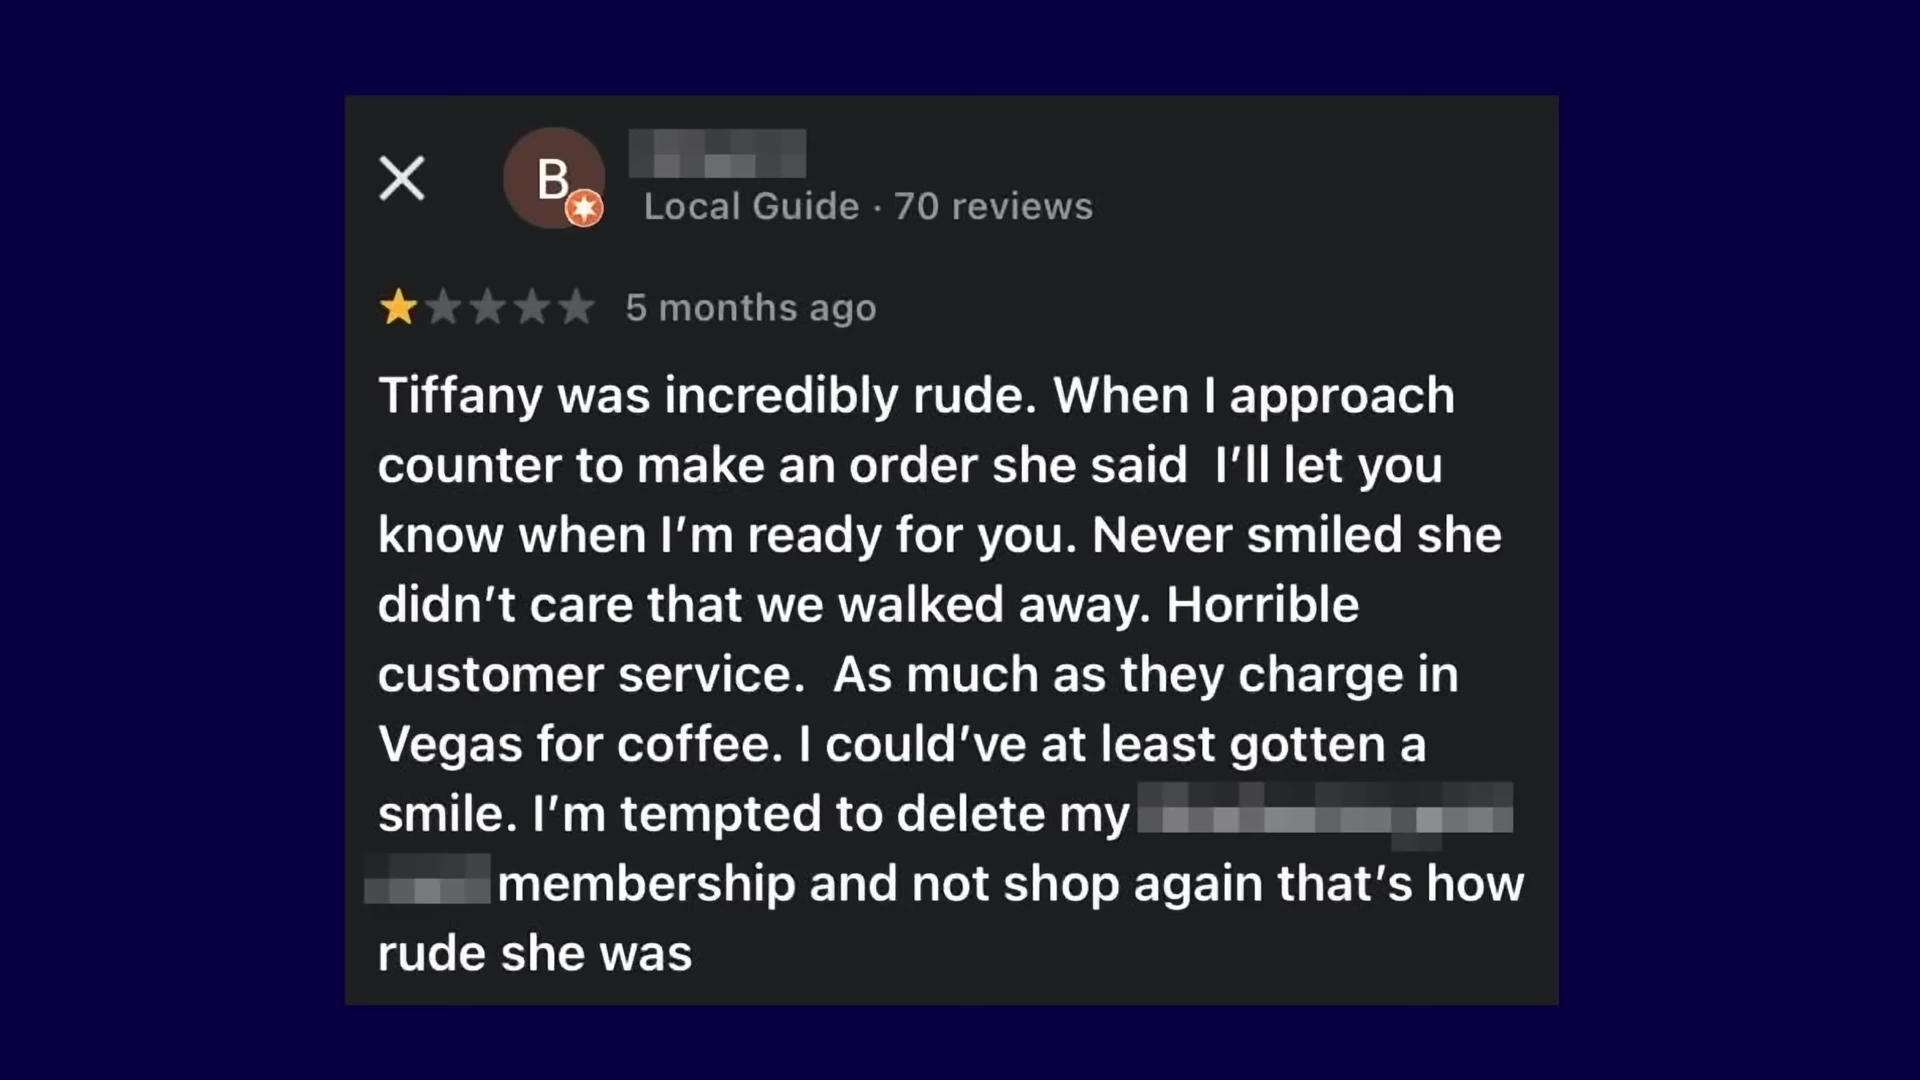 B
Local Guide · 70 reviews
5 months ago
Tiffany was incredibly rude. When I approach
counter to make an order she said  I’ll let you
know when I’m ready for you. Never smiled she
didn’t care that we walked away. Horrible
customer service.  As much as they charge in
Vegas for coffee. I could’ve at least gotten a
smile. I’m tempted to delete my
membership and not shop again that’s how
rude she was